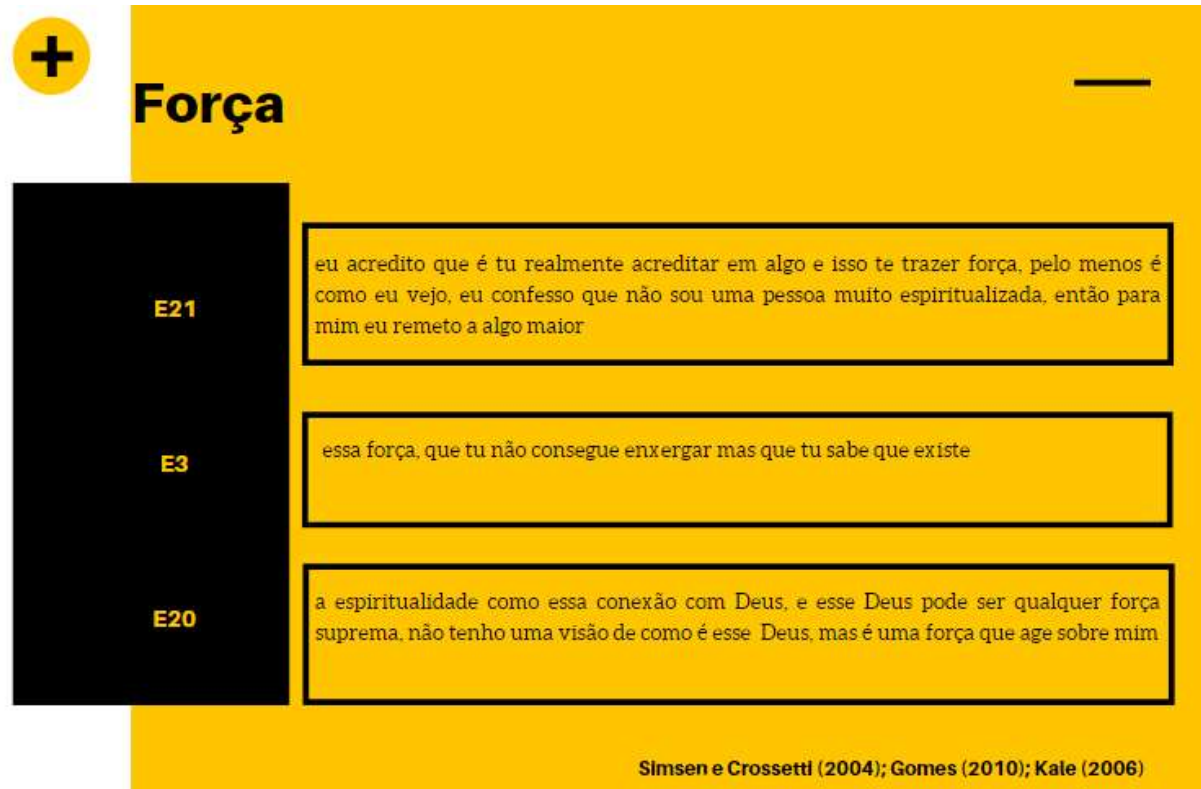 Força
E21
eu acredito que é tu realmente acreditar em algo e isso te trazer força, pelo menos é
como eu vejo, eu confesso que não sou uma pessoa muito espiritualizada, então para
mim eu remeto a algo maior
E3
essa força, que tu não consegue enxergar mas que tu sabe que existe
E20
a espiritualidade como essa conexão com Deus, e esse Deus pode ser qualquer força
suprema, não tenho uma visão de como é esse Deus, mas é uma força que age sobre mim
Simsen e Crossetti (2004); Gomes (2010); Kale (2006)